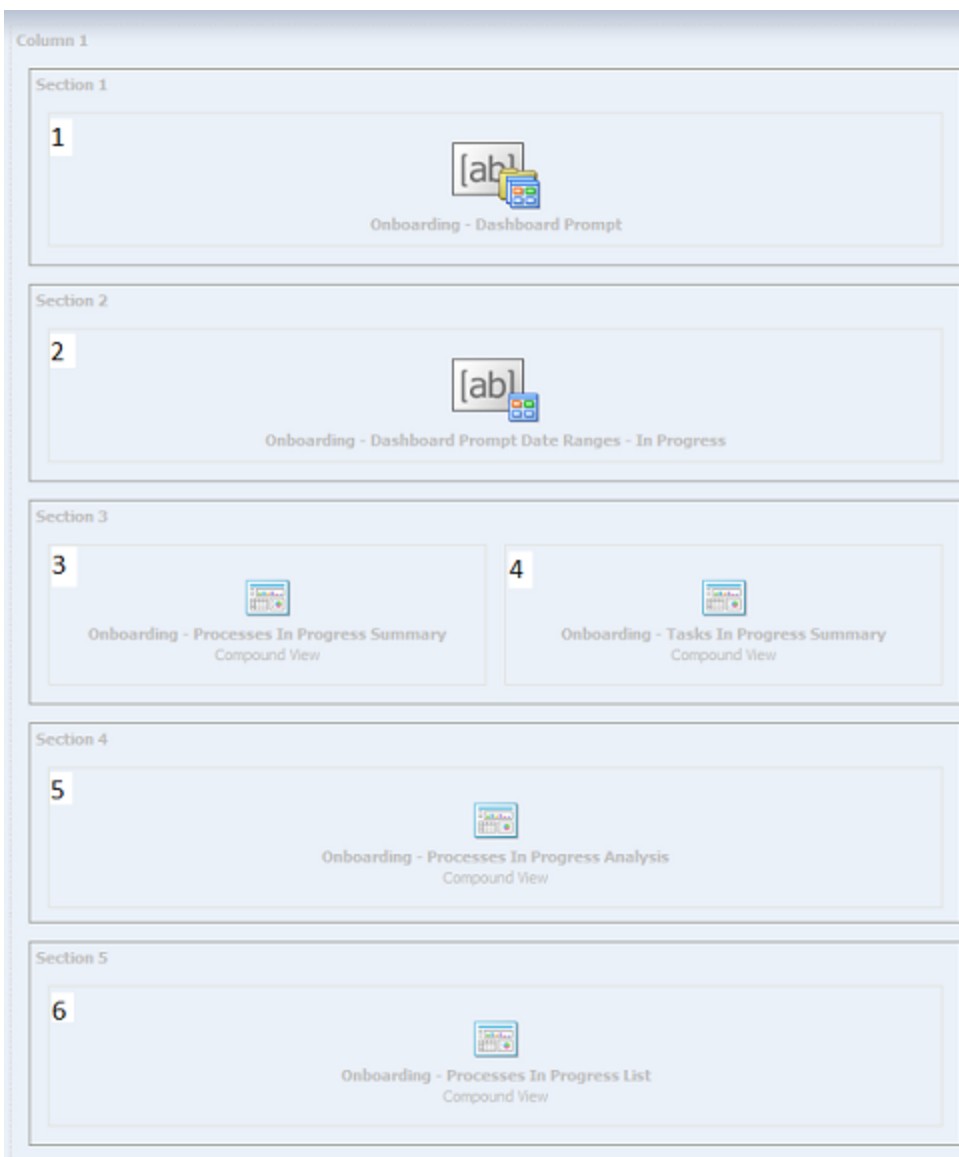 Column 1
Section 1
1
[ab]
Onboarding - Dashboard Prompt
Section 2
2
[ab]
Onboarding - Dashboard Prompt Date Ranges - In Progress
Section 3
3
Onboarding - Processes In Progress Summary
Compound View
4
Onboarding - Tasks In Progress Summary
Compound View
Section 4
5
Onboarding - Processes In Progress Analysis
Compound View
Section 5
6
Onboarding - Processes In Progress List
Compound View